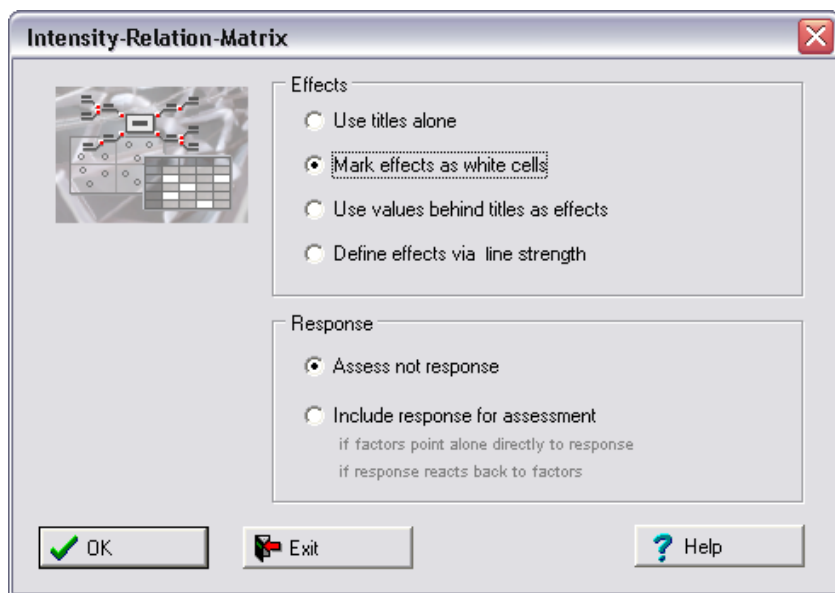 Intensity-Relation-Matrix
Effects
Use titles alone
Mark effects as white cells
Use values behind titles as effects
Define effects via line strength
Response
Assess not response
Include response for assessment
if factors point alone directly to response
if response reacts back to factors
OK
Exit
Help